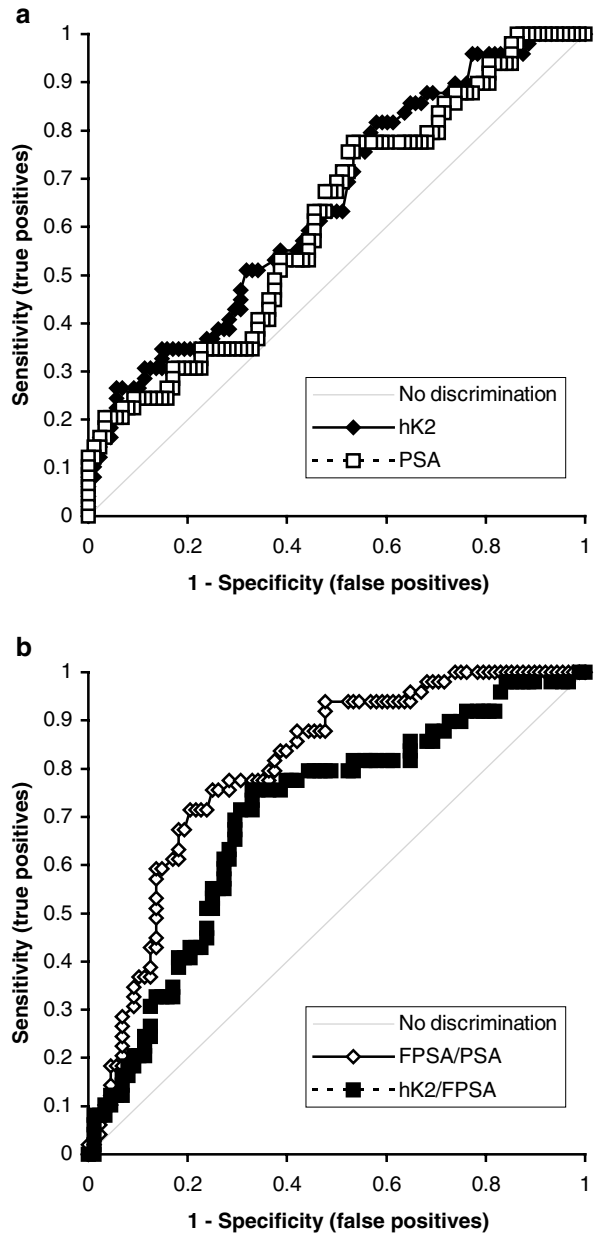 a
1
0.9
0.8
0.7
0.6
0.5
0.4
0.3
0.2
0.1
0
Sensitivity (true positives)
No discrimination
hK2
PSA
0 0.2 0.4 0.6 0.8 1
1 - Specificity (false positives)
b
1
0.9
0.8
0.7
0.6
0.5
0.4
0.3
0.2
0.1
0
Sensitivity (true positives)
No discrimination
FPSA/PSA
hK2/FPSA
0 0.2 0.4 0.6 0.8 1
1 - Specificity (false positives)